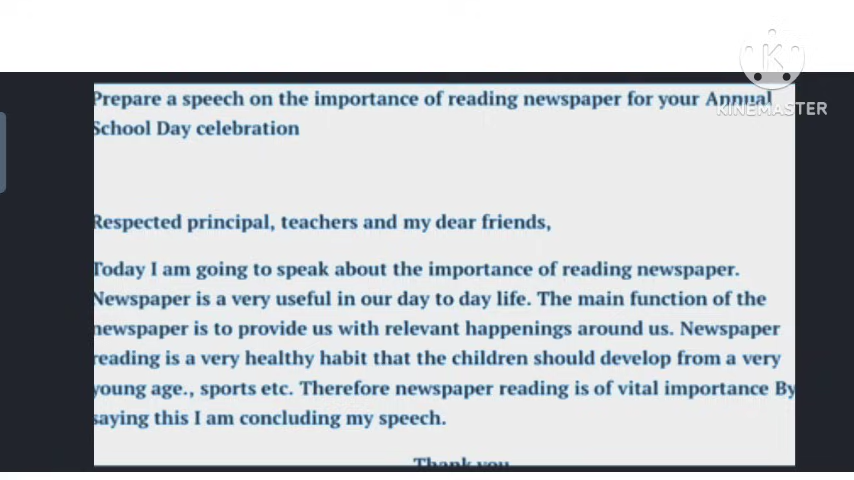 KINEMASTER
Prepare a speech on the importance of reading newspaper for your Annual
School Day celebration
Respected principal, teachers and my dear friends,
Today I am going to speak about the importance of reading newspaper.
Newspaper is a very useful in our day to day life. The main function of the
newspaper is to provide us with relevant happenings around us. Newspaper
reading is a very healthy habit that the children should develop from a very
young age., sports etc. Therefore newspaper reading is of vital importance By
saying this I am concluding my speech.
Thank you